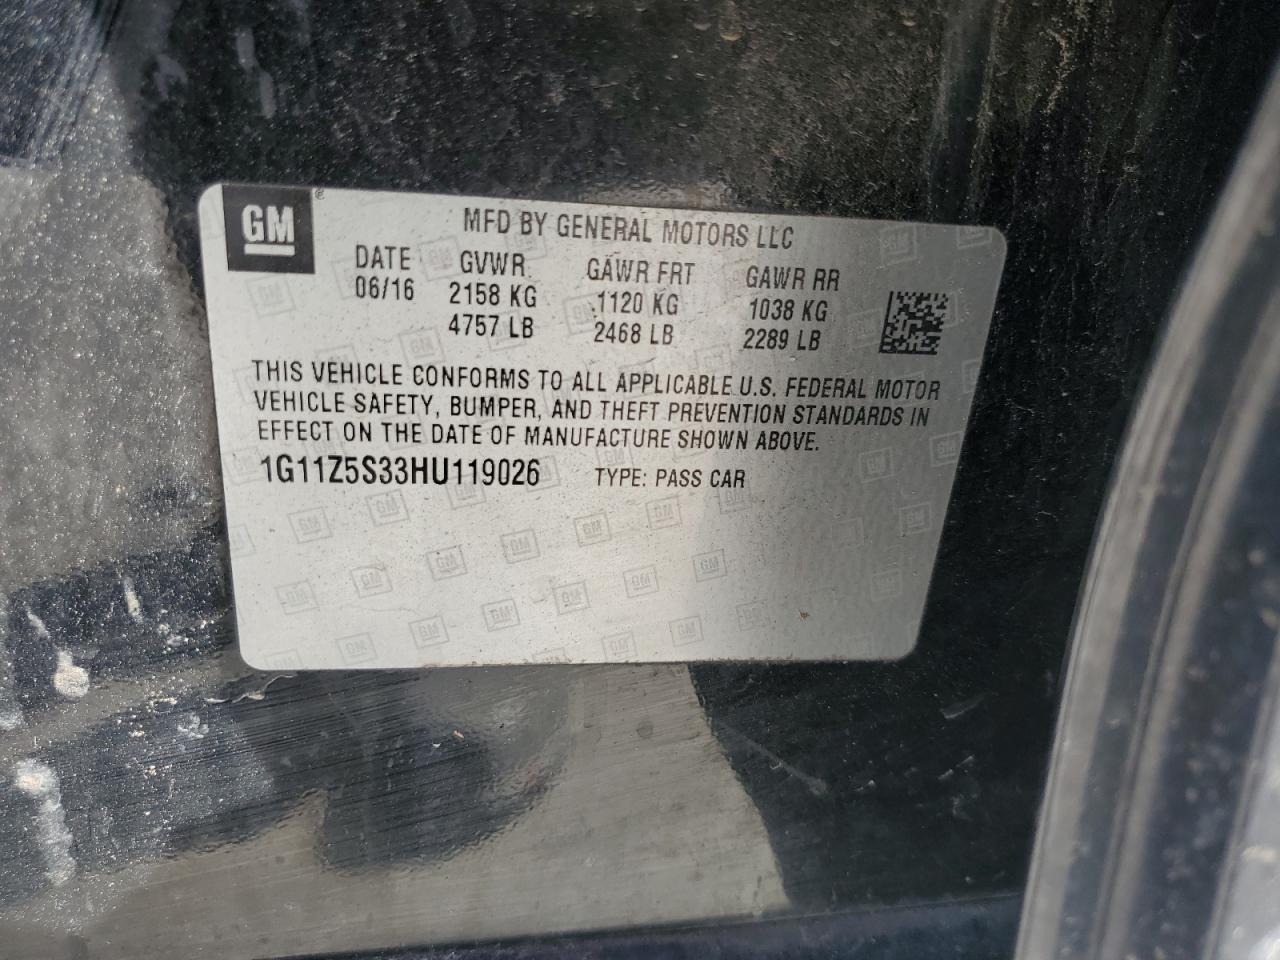 GM ®
MFD BY GENERAL MOTORS LLC
DATE GVWR GAWR FRT GAWR RR
06/16 2158 KG 1120 KG 1038 KG
4757 LB 2468 LB 2289 LB
THIS VEHICLE CONFORMS TO ALL APPLICABLE U.S. FEDERAL MOTOR
VEHICLE SAFETY, BUMPER, AND THEFT PREVENTION STANDARDS IN
EFFECT ON THE DATE OF MANUFACTURE SHOWN ABOVE.
1G11Z5S33HU119026 TYPE: PASS CAR